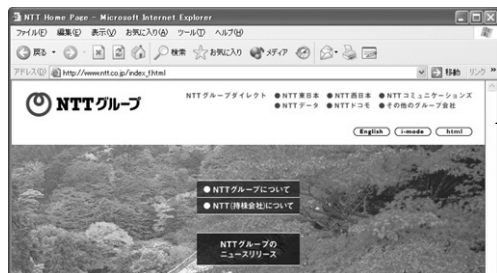 NTT Home Page - Microsoft Internet Explorer
ファイル(F) 編集(E) 表示(V) お気に入り(A) ツール(T) ヘルプ(H)
戻る 検索 お気に入り メディア
アドレス(D) http://www.ntt.co.jp/index_f.html 移動 リンク »
NTTグループ
NTTグループダイレクト ●NTT東日本 ●NTT西日本 ●NTTコミュニケーションズ
●NTTデータ ●NTTドコモ ●その他のグループ会社
English i-mode html
●NTTグループについて
●NTT(持株会社)について
NTTグループの
ニュースリリース